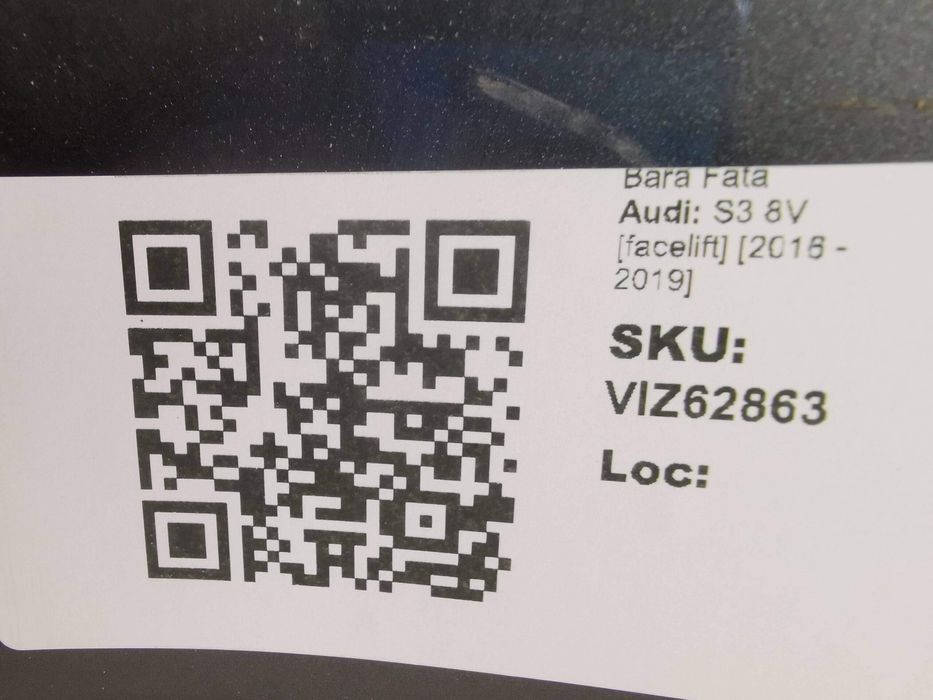 Bara Fata
Audi: S3 8V
[facelift] [2016 -
2019]
SKU:
VIZ62863
Loc: